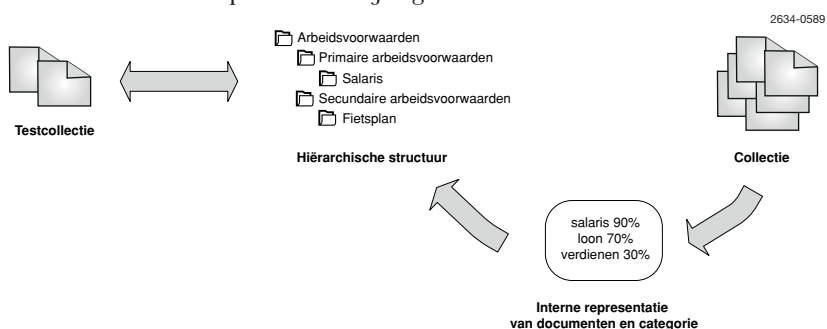 2634-0589
Arbeidsvoorwaarden
Primaire arbeidsvoorwaarden
Salaris
Secundaire arbeidsvoorwaarden
Fietsplan
Testcollectie
Hiërarchische structuur
Collectie
salaris 90%
loon 70%
verdienen 30%
Interne representatie
van documenten en categorie